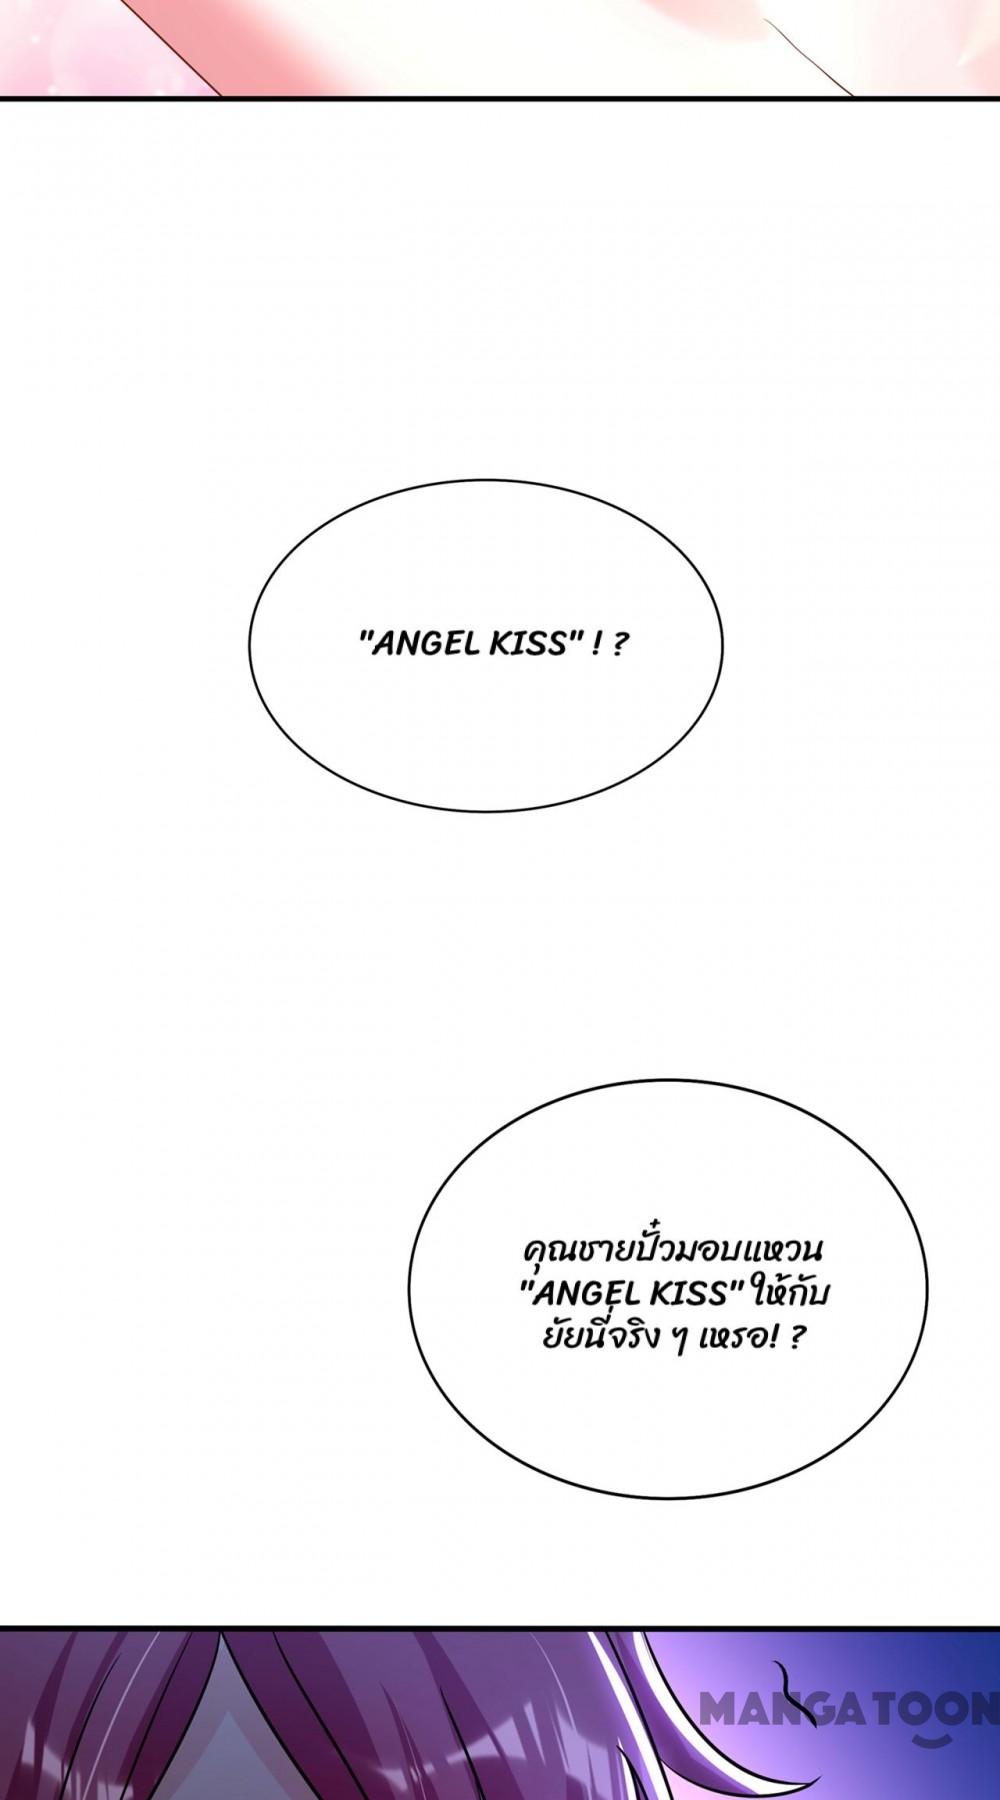 "ANGEL KISS" ! ?
คุณชายปั๋วมอบแหวน
"ANGEL KISS" ให้กับ
ยัยนี่จริง ๆ เหรอ! ?
MANGATOON